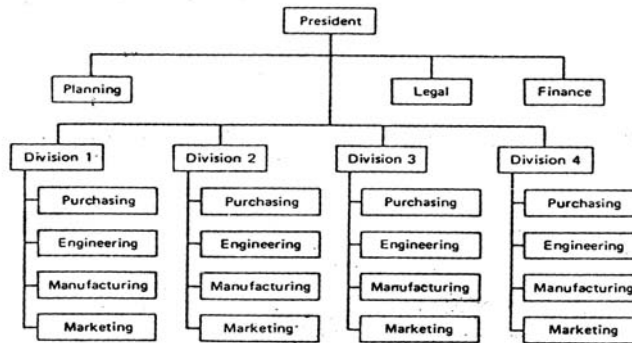 President
Planning Legal Finance
Division 1 Division 2 Division 3 Division 4
Purchasing Purchasing Purchasing Purchasing
Engineering Engineering Engineering Engineering
Manufacturing Manufacturing Manufacturing Manufacturing
Marketing Marketing Marketing Marketing